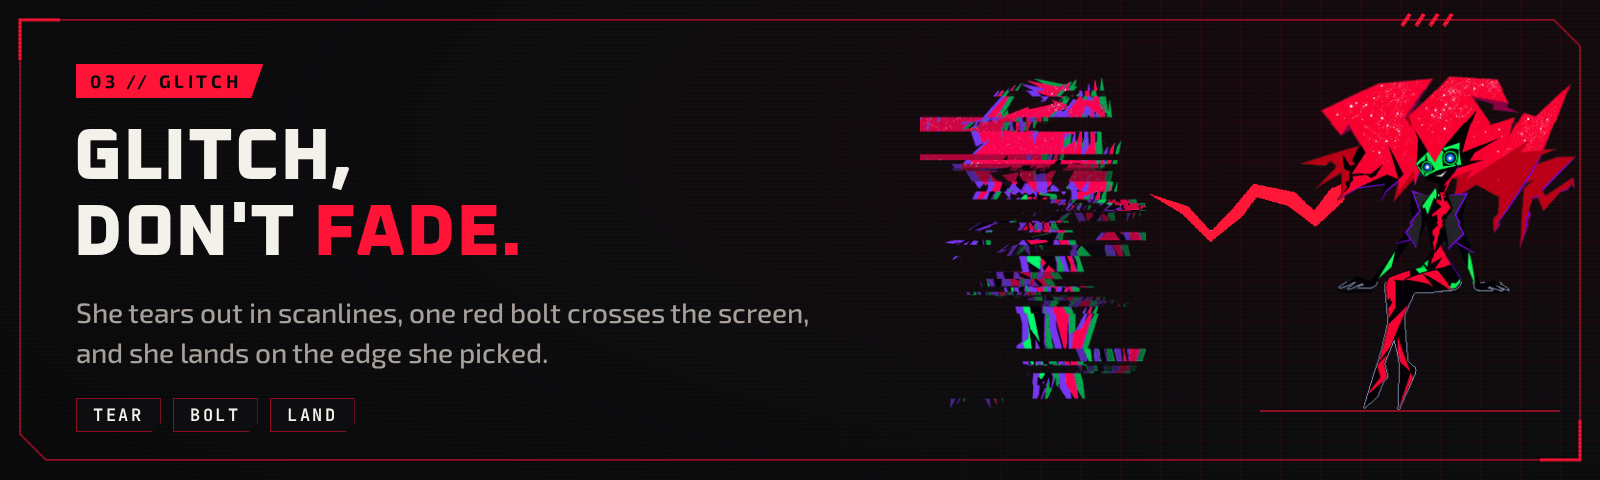 03 // GLITCH
GLITCH,
DON'T FADE.
She tears out in scanlines, one red bolt crosses the screen,
and she lands on the edge she picked.
TEAR BOLT LAND